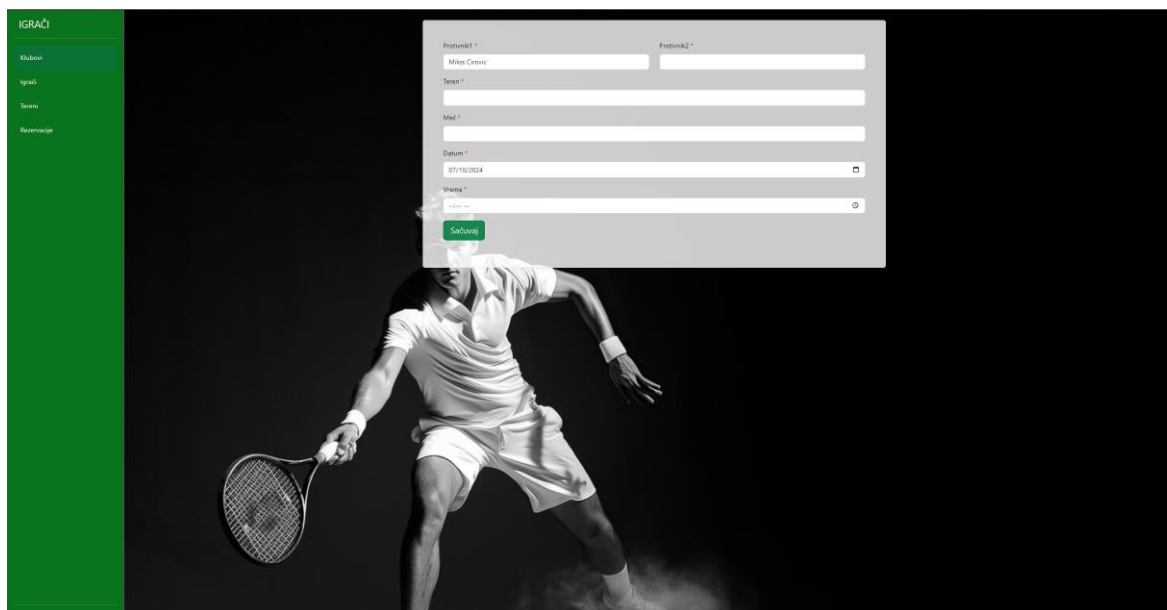 IGRAČI
Klubovi
Igrači
Tereni
Rezervacije
Protivnik1 * Protivnik2 *
Milos Cirovic
Teren *
Meč *
Datum *
07/10/2024
Vreme *
--:-- --
Sačuvaj